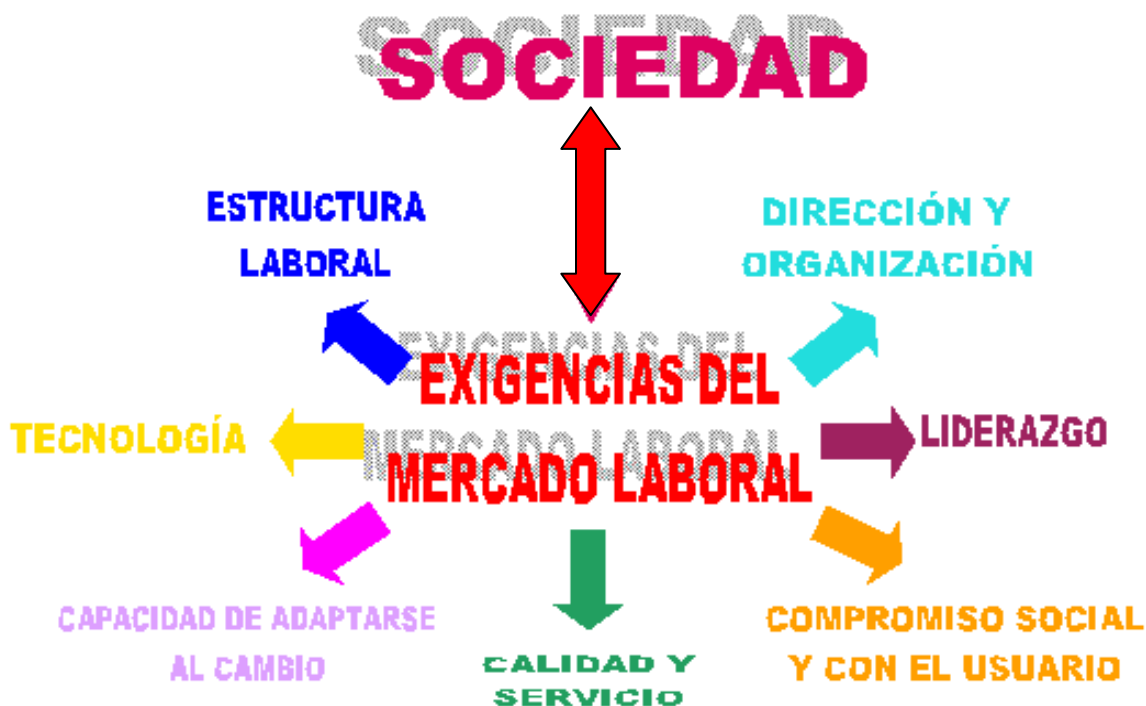 SOCIEDAD
ESTRUCTURA
LABORAL
DIRECCIÓN Y
ORGANIZACIÓN
EXIGENCIAS DEL
MERCADO LABORAL
TECNOLOGÍA
LIDERAZGO
CAPACIDAD DE ADAPTARSE
AL CAMBIO
CALIDAD Y
SERVICIO
COMPROMISO SOCIAL
Y CON EL USUARIO